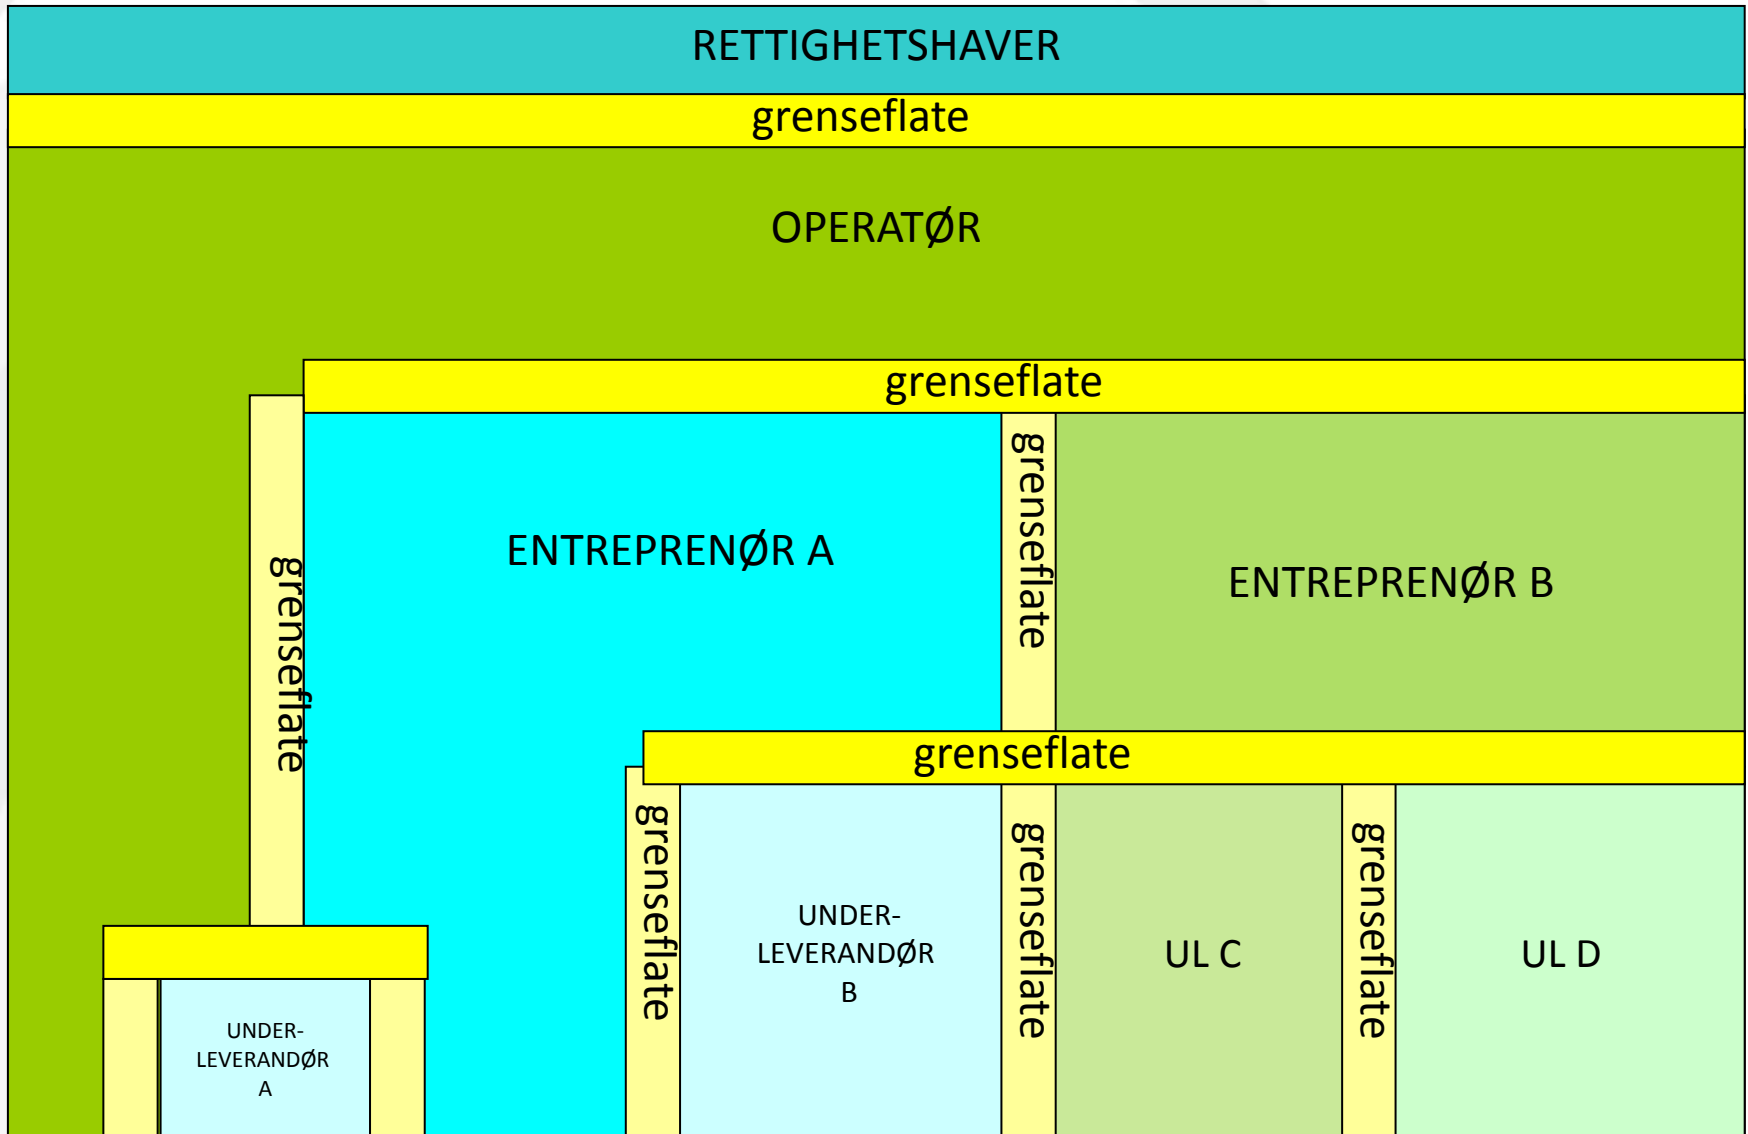 RETTIGHETSHAVER
grenseflate
OPERATØR
grenseflate
grenseflate
ENTREPRENØR A
grenseflate
ENTREPRENØR B
grenseflate
grenseflate
UNDER-
LEVERANDØR
B
grenseflate
UL C
grenseflate
UL D
UNDER-
LEVERANDØR
A